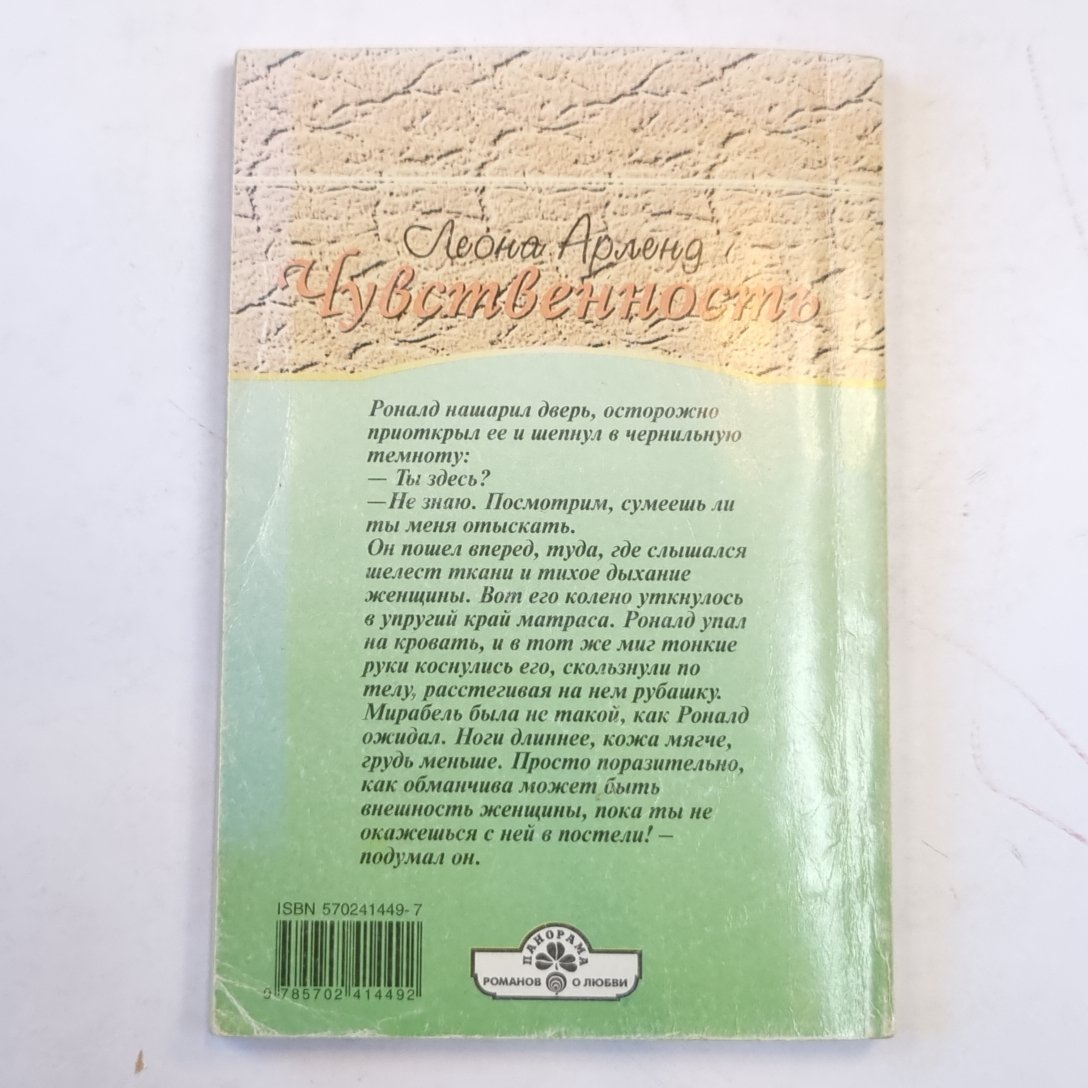 Леона Арленд
Чувственность
Роналд нашарил дверь, осторожно
приоткрыл ее и шепнул в чернильную
темноту:
— Ты здесь?
— Не знаю. Посмотрим, сумеешь ли
ты меня отыскать.
Он пошел вперед, туда, где слышался
шелест ткани и тихое дыхание
женщины. Вот его колено уткнулось
в упругий край матраса. Роналд упал
на кровать, и в тот же миг тонкие
руки коснулись его, скользнули по
телу, расстегивая на нем рубашку.
Мирабель была не такой, как Роналд
ожидал. Ноги длиннее, кожа мягче,
грудь меньше. Просто поразительно,
как обманчива может быть
внешность женщины, пока ты не
окажешься с ней в постели! —
подумал он.
ISBN 570241449-7
9 785702 414492
ПАНОРАМА
РОМАНОВ О ЛЮБВИ